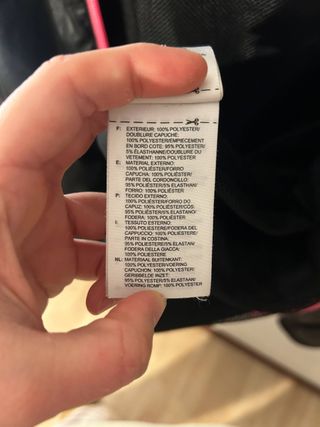 F: EXTERIEUR: 100% POLYESTER/
DOUBLURE CAPUCHE:
100% POLYESTER/EMPIECEMENT
EN BORD COTE: 95% POLYESTER/
5% ÉLASTHANNE/DOUBLURE DU
VETEMENT: 100% POLYESTER
E: MATERIAL EXTERNO:
100% POLIÉSTER/FORRO
CAPUCHA: 100% POLIÉSTER/
PARTE DEL CORDONCILLO:
95% POLIÉSTER/5% ELASTAN/
FORRO: 100% POLIÉSTER
P: TECIDO EXTERNO:
100% POLIÉSTER/FORRO DO
CAPUZ: 100% POLIÉSTER/CÓS:
95% POLIÉSTER/5% ELASTANO/
FODERA: 100% POLIÉSTER
I: TESSUTO ESTERNO:
100% POLIESTERE/FODERA DEL
CAPPUCCIO: 100% POLIESTERE/
PARTE IN COSTINA:
95% POLIESTERE/5% ELASTAN/
FODERA DELLA GIACCA:
100% POLIESTERE
NL: MATERIAAL BUITENKANT:
100% POLYESTER/VOERING
CAPUCHON: 100% POLYESTER/
GERIBBELDE INZET:
95% POLYESTER/5% ELASTAAN/
VOERING ROMP: 100% POLYESTER